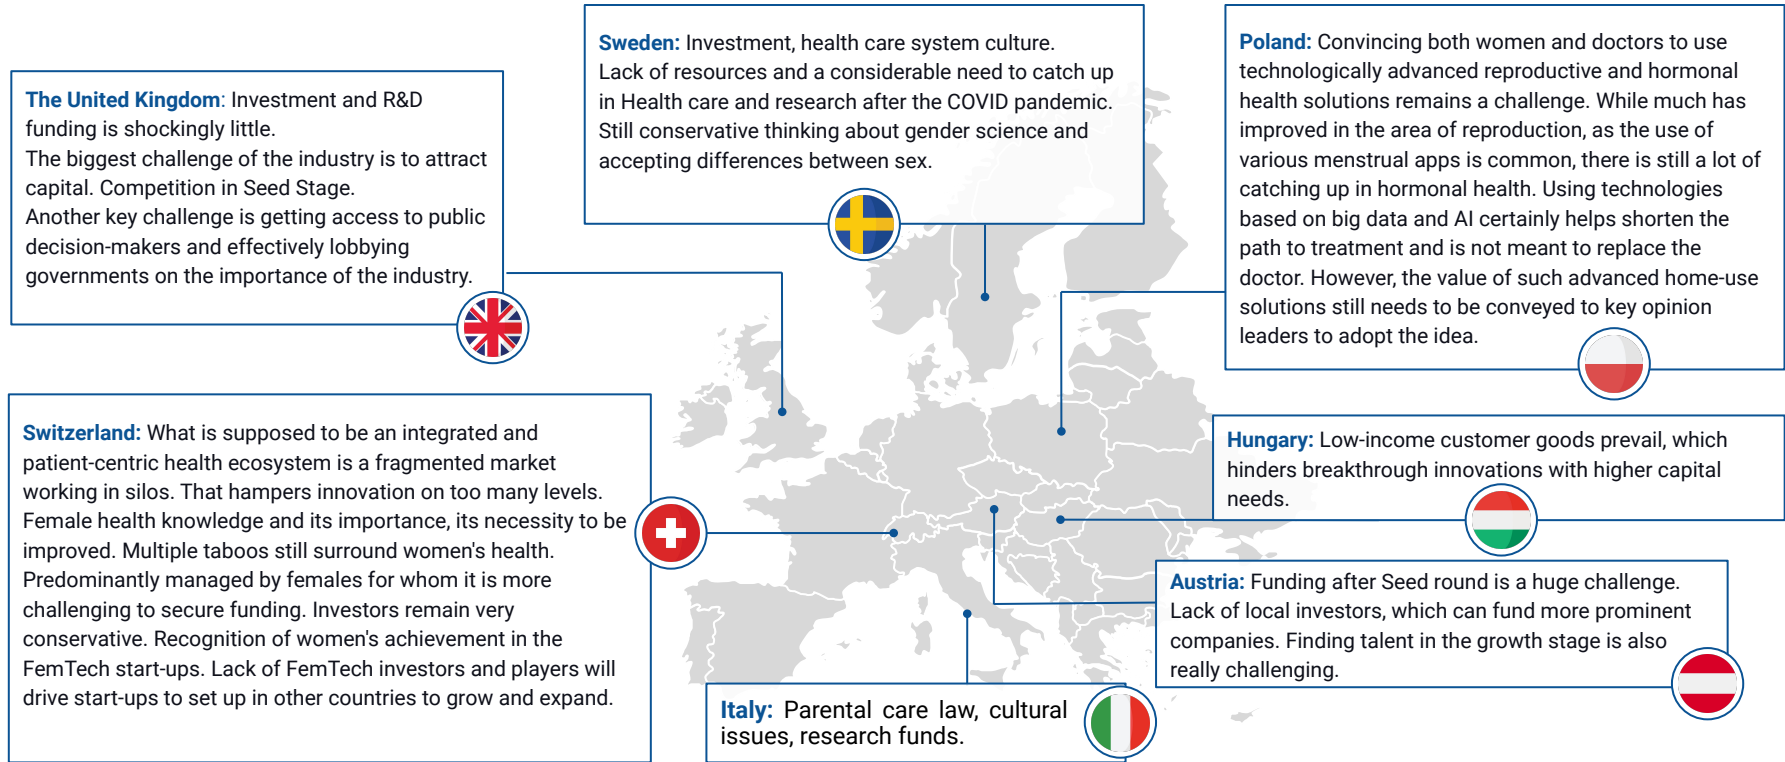 Sweden: Investment, health care system culture.
Lack of resources and a considerable need to catch up
in Health care and research after the COVID pandemic.
Still conservative thinking about gender science and
accepting differences between sex.
Poland: Convincing both women and doctors to use
technologically advanced reproductive and hormonal
health solutions remains a challenge. While much has
improved in the area of reproduction, as the use of
various menstrual apps is common, there is still a lot of
catching up in hormonal health. Using technologies
based on big data and AI certainly helps shorten the
path to treatment and is not meant to replace the
doctor. However, the value of such advanced home-use
solutions still needs to be conveyed to key opinion
leaders to adopt the idea.
The United Kingdom: Investment and R&D
funding is shockingly little.
The biggest challenge of the industry is to attract
capital. Competition in Seed Stage.
Another key challenge is getting access to public
decision-makers and effectively lobbying
governments on the importance of the industry.
Switzerland: What is supposed to be an integrated and
patient-centric health ecosystem is a fragmented market
working in silos. That hampers innovation on too many levels.
Female health knowledge and its importance, its necessity to be
improved. Multiple taboos still surround women's health.
Predominantly managed by females for whom it is more
challenging to secure funding. Investors remain very
conservative. Recognition of women's achievement in the
FemTech start-ups. Lack of FemTech investors and players will
drive start-ups to set up in other countries to grow and expand.
Hungary: Low-income customer goods prevail, which
hinders breakthrough innovations with higher capital
needs.
Austria: Funding after Seed round is a huge challenge.
Lack of local investors, which can fund more prominent
companies. Finding talent in the growth stage is also
really challenging.
Italy: Parental care law, cultural
issues, research funds.